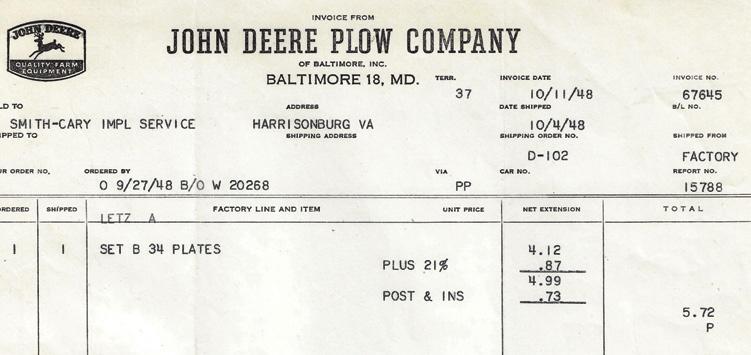 INVOICE FROM
JOHN DEERE PLOW COMPANY
OF BALTIMORE, INC.
BALTIMORE 18, MD.
JOHN DEERE
QUALITY FARM
EQUIPMENT
TERR.
37
INVOICE DATE
10/11/48
INVOICE NO.
67645
LD TO
SMITH-CARY IMPL SERVICE
ADDRESS
HARRISONBURG VA
DATE SHIPPED
10/4/48
B/L NO.
IPPED TO
SHIPPING ADDRESS
SHIPPING ORDER NO.
D-102
SHIPPED FROM
FACTORY
UR ORDER NO.
ORDERED BY
O 9/27/48 B/O W 20268
VIA
PP
CAR NO.
REPORT NO.
15788
ORDERED SHIPPED FACTORY LINE AND ITEM UNIT PRICE NET EXTENSION TOTAL
LETZ A
1 1 SET B 34 PLATES 4.12
PLUS 21% .87
4.99
POST & INS .73
5.72
P